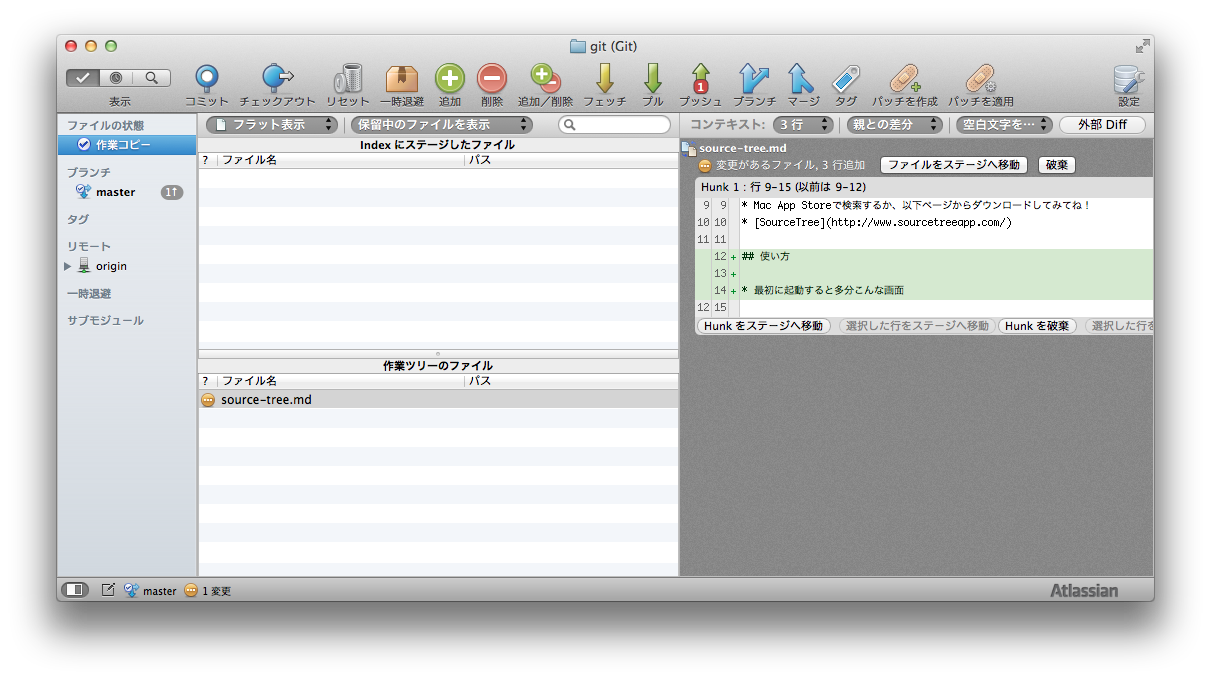 git (Git)
表示
コミット チェックアウト リセット 一時退避 追加 削除 追加／削除 フェッチ プル プッシュ ブランチ マージ タグ パッチを作成 パッチを適用 設定
1
ファイルの状態
作業コピー
ブランチ
master 1↑
タグ
リモート
origin
一時退避
サブモジュール
フラット表示 保留中のファイルを表示
Index にステージしたファイル
? ファイル名 パス
作業ツリーのファイル
? ファイル名 パス
source-tree.md
コンテキスト: 3 行 親との差分 空白文字を… 外部 Diff
source-tree.md
変更があるファイル, 3 行追加 ファイルをステージへ移動 破棄
Hunk 1 : 行 9-15 (以前は 9-12)
9 9 * Mac App Storeで検索するか、以下ページからダウンロードしてみてね！
10 10 * [SourceTree](http://www.sourcetreeapp.com/)
11 11
12 + ## 使い方
13 +
14 + * 最初に起動すると多分こんな画面
12 15
Hunk をステージへ移動 選択した行をステージへ移動 Hunk を破棄 選択した行を
master 1 変更
Atlassian